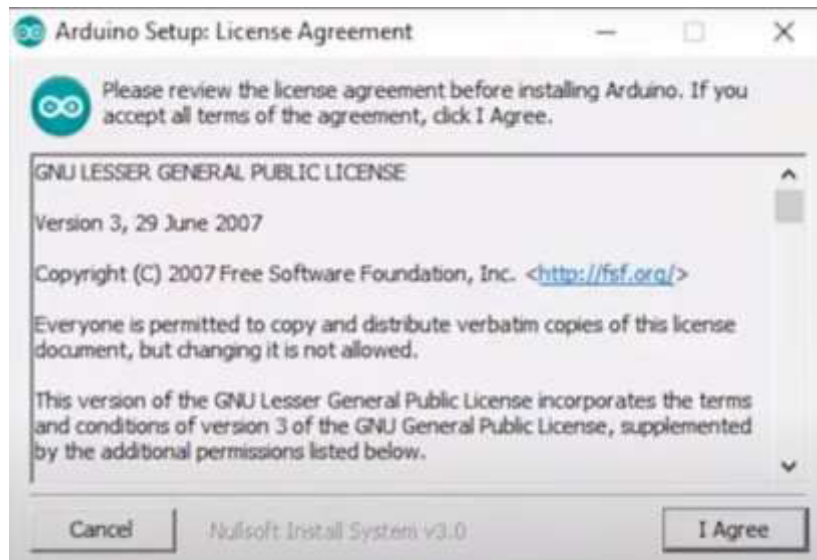 Arduino Setup: License Agreement
Please review the license agreement before installing Arduino. If you
accept all terms of the agreement, click I Agree.
GNU LESSER GENERAL PUBLIC LICENSE
Version 3, 29 June 2007
Copyright (C) 2007 Free Software Foundation, Inc. <http://fsf.org/>
Everyone is permitted to copy and distribute verbatim copies of this license
document, but changing it is not allowed.
This version of the GNU Lesser General Public License incorporates the terms
and conditions of version 3 of the GNU General Public License, supplemented
by the additional permissions listed below.
Cancel Nullsoft Install System v3.0 I Agree